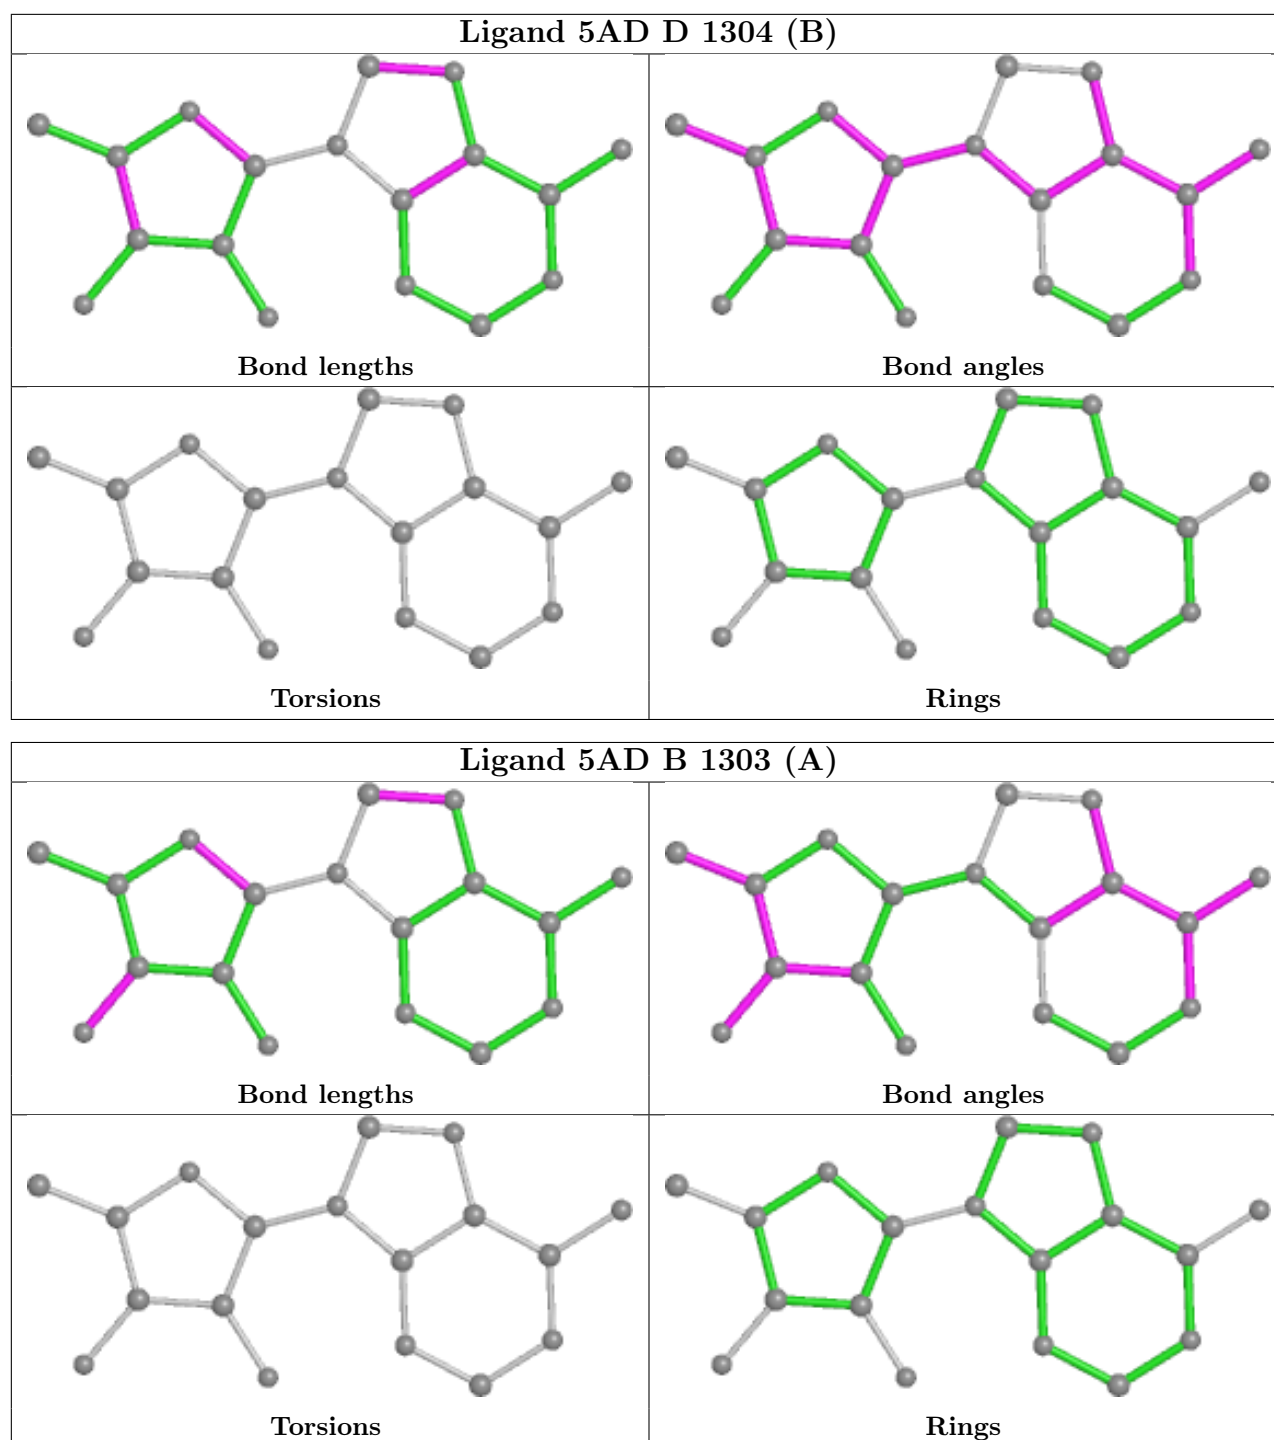 Ligand 5AD D 1304 (B)
Bond lengths
Bond angles
Torsions
Rings
Ligand 5AD B 1303 (A)
Bond lengths
Bond angles
Torsions
Rings